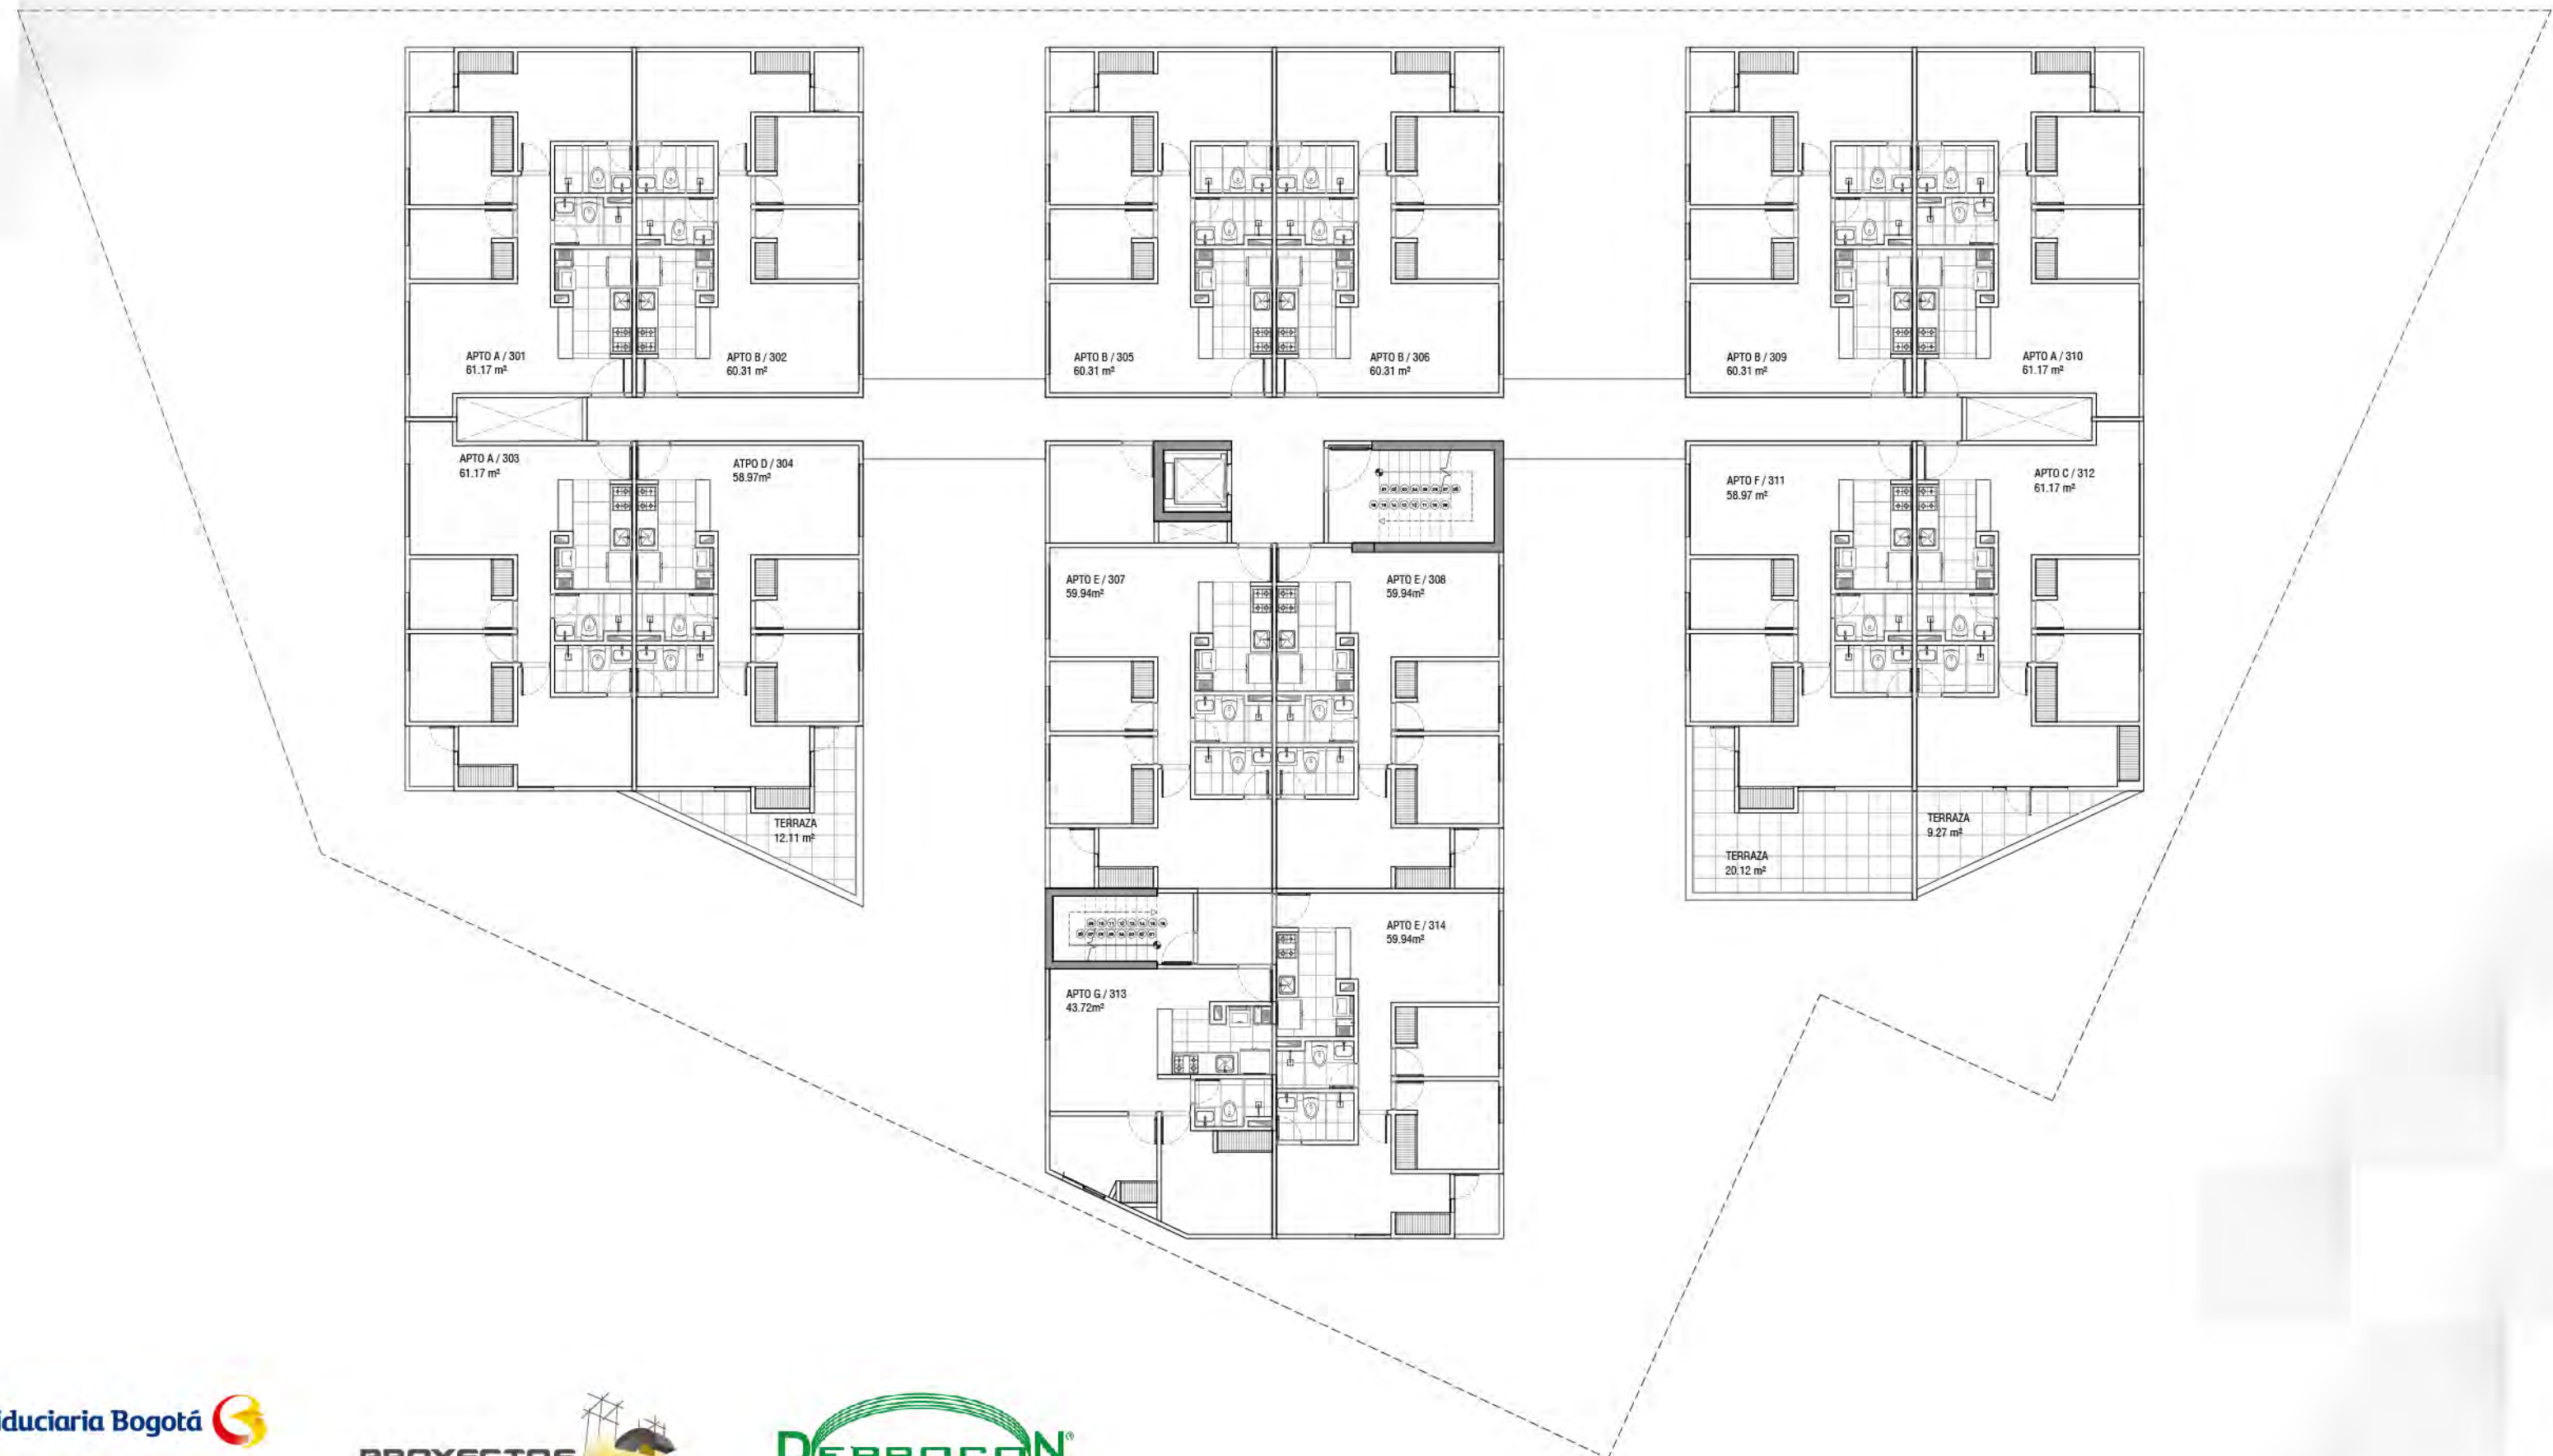 APTO A / 301
61.17 m²
APTO B / 302
60.31 m²
APTO B / 305
60.31 m²
APTO B / 306
60.31 m²
APTO B / 309
60.31 m²
APTO A / 310
61.17 m²
APTO A / 303
61.17 m²
ATPO D / 304
58.97m²
APTO F / 311
58.97 m²
APTO C / 312
61.17 m²
APTO E / 307
59.94m²
APTO E / 308
59.94m²
TERRAZA
12.11 m²
TERRAZA
9.27 m²
TERRAZA
20.12 m²
APTO E / 314
59.94m²
APTO G / 313
43.72m²
iduciaria Bogotá
PROYECTOS
DERROCON®